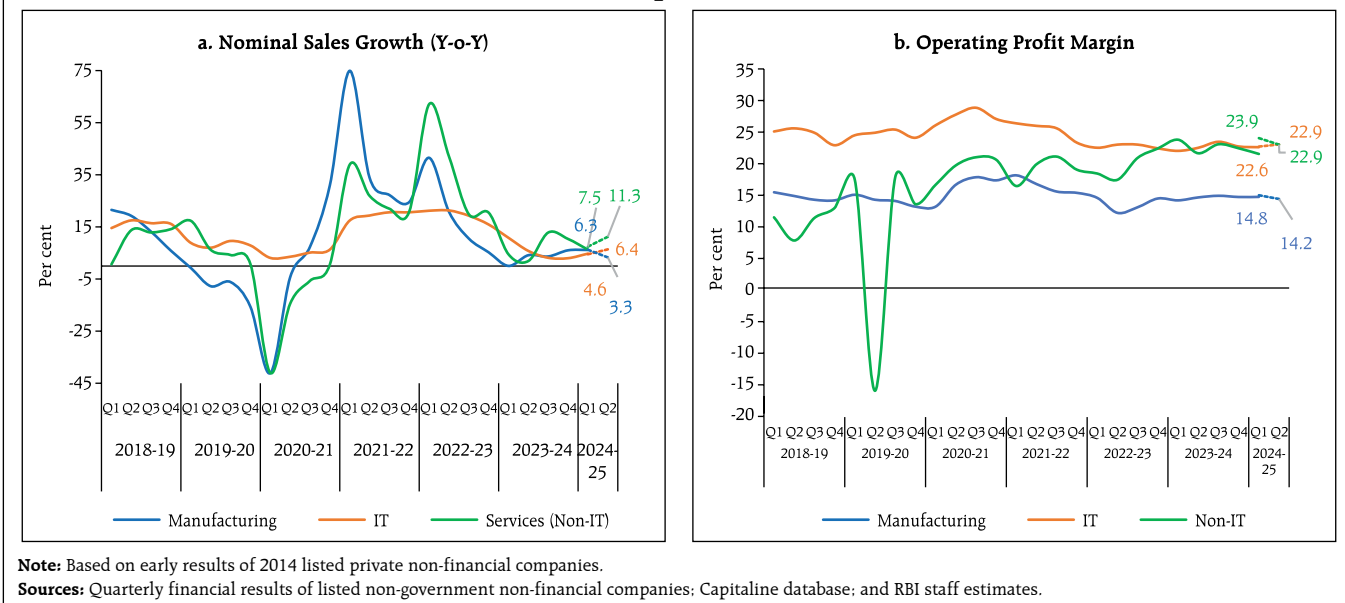 a. Nominal Sales Growth (Y-o-Y)
75
55
35
15
-5
-25
-45
Per cent
7.5 11.3
6.3
6.4
4.6
3.3
Q1 Q2 Q3 Q4 Q1 Q2 Q3 Q4 Q1 Q2 Q3 Q4 Q1 Q2 Q3 Q4 Q1 Q2 Q3 Q4 Q1 Q2 Q3 Q4 Q1 Q2
2018-19 2019-20 2020-21 2021-22 2022-23 2023-24 2024-
25
Manufacturing IT Services (Non-IT)
b. Operating Profit Margin
35
30
25
20
15
10
5
0
-5
-10
-15
-20
Per cent
23.9
22.9
22.9
22.6
14.8
14.2
Q1 Q2 Q3 Q4 Q1 Q2 Q3 Q4 Q1 Q2 Q3 Q4 Q1 Q2 Q3 Q4 Q1 Q2 Q3 Q4 Q1 Q2 Q3 Q4 Q1 Q2
2018-19 2019-20 2020-21 2021-22 2022-23 2023-24 2024-
25
Manufacturing IT Non-IT
Note: Based on early results of 2014 listed private non-financial companies.
Sources: Quarterly financial results of listed non-government non-financial companies; Capitaline database; and RBI staff estimates.